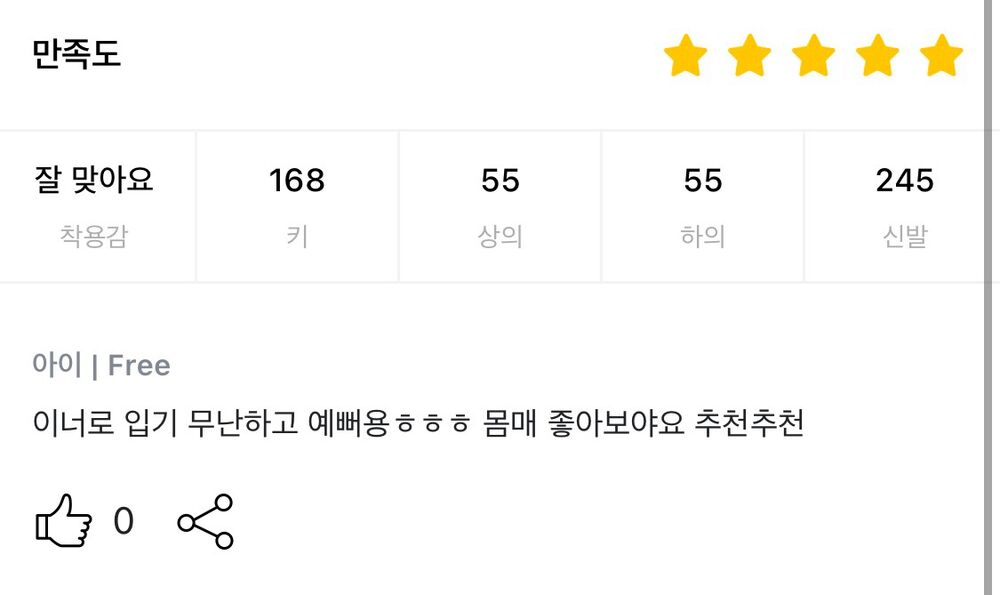 만족도
잘 맞아요 168 55 55 245
착용감 키 상의 하의 신발
아이 | Free
이너로 입기 무난하고 예뻐용ㅎㅎㅎ 몸매 좋아보야요 추천추천
0